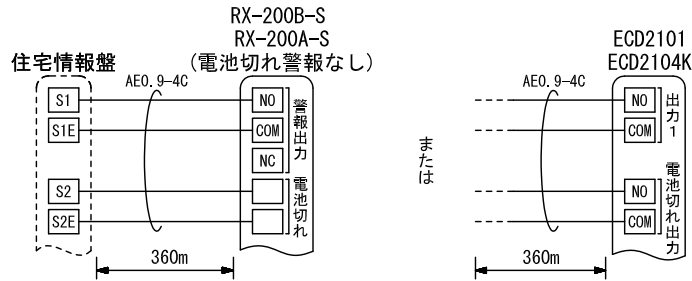 RX-200B-S
RX-200A-S
(電池切れ警報なし)
住宅情報盤
AE0.9-4C
S1
S1E
S2
S2E
NO
COM
NC
警報出力
電池切れ
360m
または
ECD2101
ECD2104K
AE0.9-4C
NO
COM
出力1
NO
COM
電池切れ出力
360m